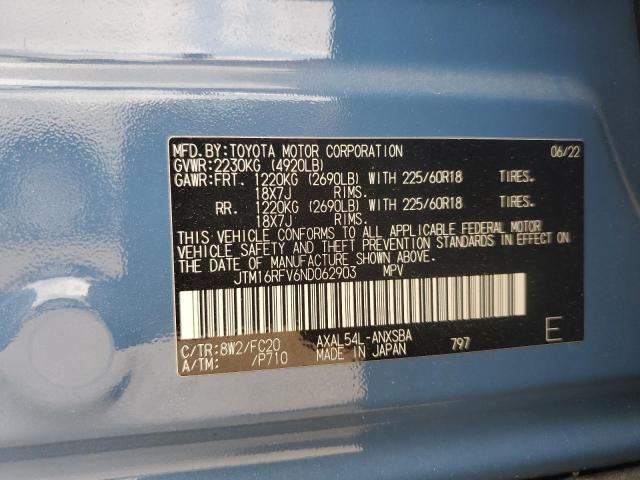 MFD.BY:TOYOTA MOTOR CORPORATION 06/22
GVWR:2230KG (4920LB)
GAWR:FRT. 1220KG (2690LB) WITH 225/60R18 TIRES.
18X7J RIMS.
RR. 1220KG (2690LB) WITH 225/60R18 TIRES.
18X7J RIMS.
THIS VEHICLE CONFORMS TO ALL APPLICABLE FEDERAL MOTOR
VEHICLE SAFETY AND THEFT PREVENTION STANDARDS IN EFFECT ON
THE DATE OF MANUFACTURE SHOWN ABOVE.
JTM16RFV6ND062903 MPV
C/TR:8W2/FC20 AXAL54L-ANXSBA 797 E
A/TM: /P710 MADE IN JAPAN